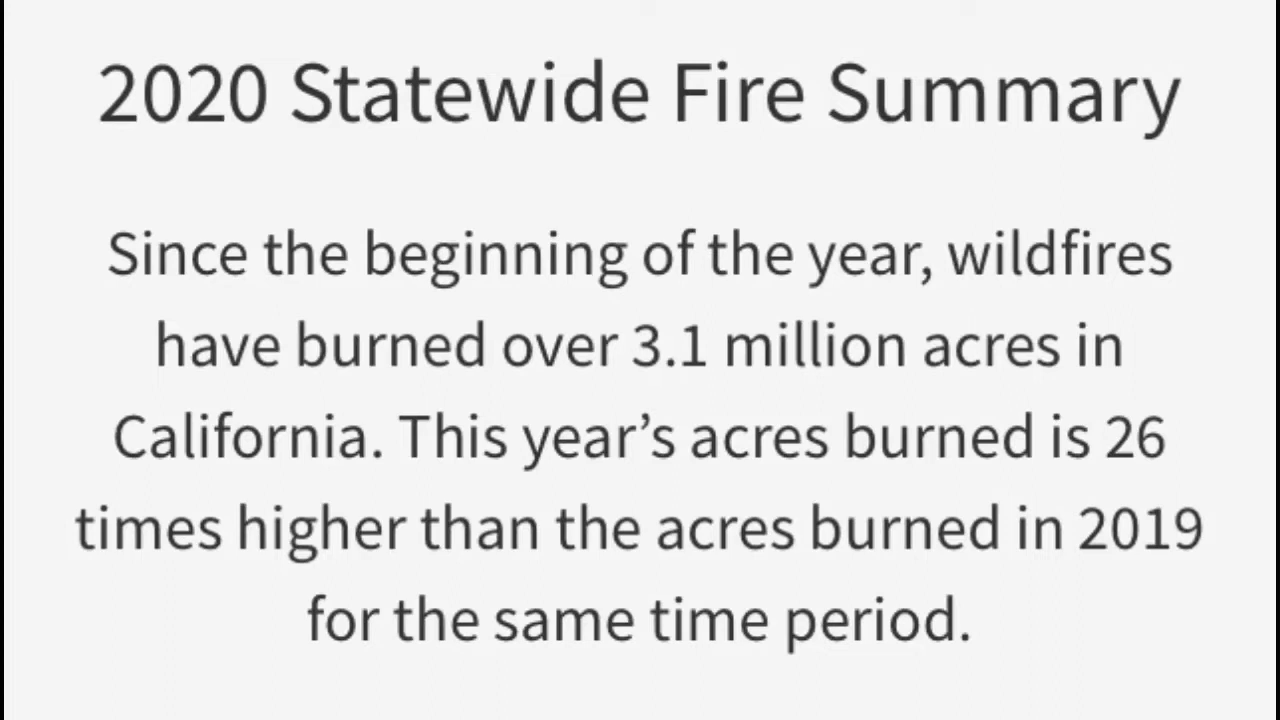 2020 Statewide Fire Summary
Since the beginning of the year, wildfires
have burned over 3.1 million acres in
California. This year’s acres burned is 26
times higher than the acres burned in 2019
for the same time period.